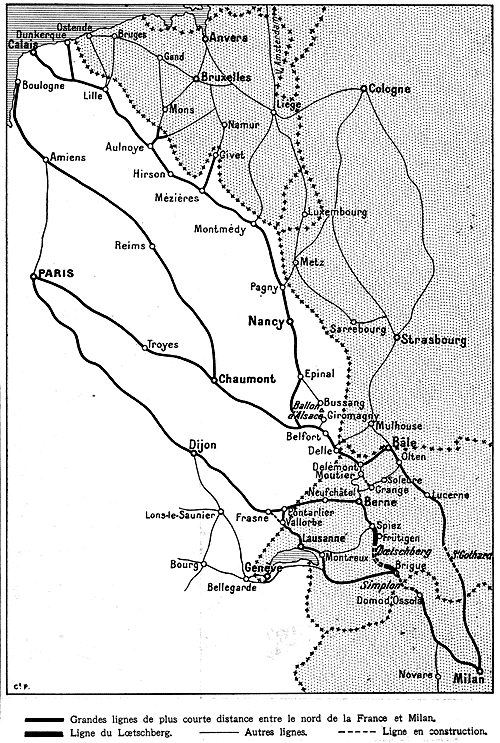 Ostende
Dunkerque
Bruges
Calais
Anvers
V. Amsterdam
Gand
Bruxelles
Boulogne
Lille
Cologne
Liège
Mons
Namur
Aulnoye
Givet
Amiens
Hirson
Mézières
Luxembourg
Montmédy
Reims
Metz
PARIS
Pagny
Nancy
Sarrebourg
Strasbourg
Troyes
Chaumont
Epinal
Bussang
Ballon
d'Alsace
Giromagny
Mulhouse
Belfort
Dijon
Delle
Bâle
Olten
Delémont
Moutier
Soleure
Grange
Neufchâtel
Lucerne
Berne
Lons-le-Saunier
Frasne
Pontarlier
Vallorbe
Spiez
Frütigen
Lausanne
Lœtschberg
St Gothard
Bourg
Genève
Montreux
Brigue
Bellegarde
Simplon
Domod'Ossola
Novare
Milan
Ct P.
Grandes lignes de plus courte distance entre le nord de la France et Milan.
Ligne du Lœtschberg. Autres lignes. Ligne en construction.